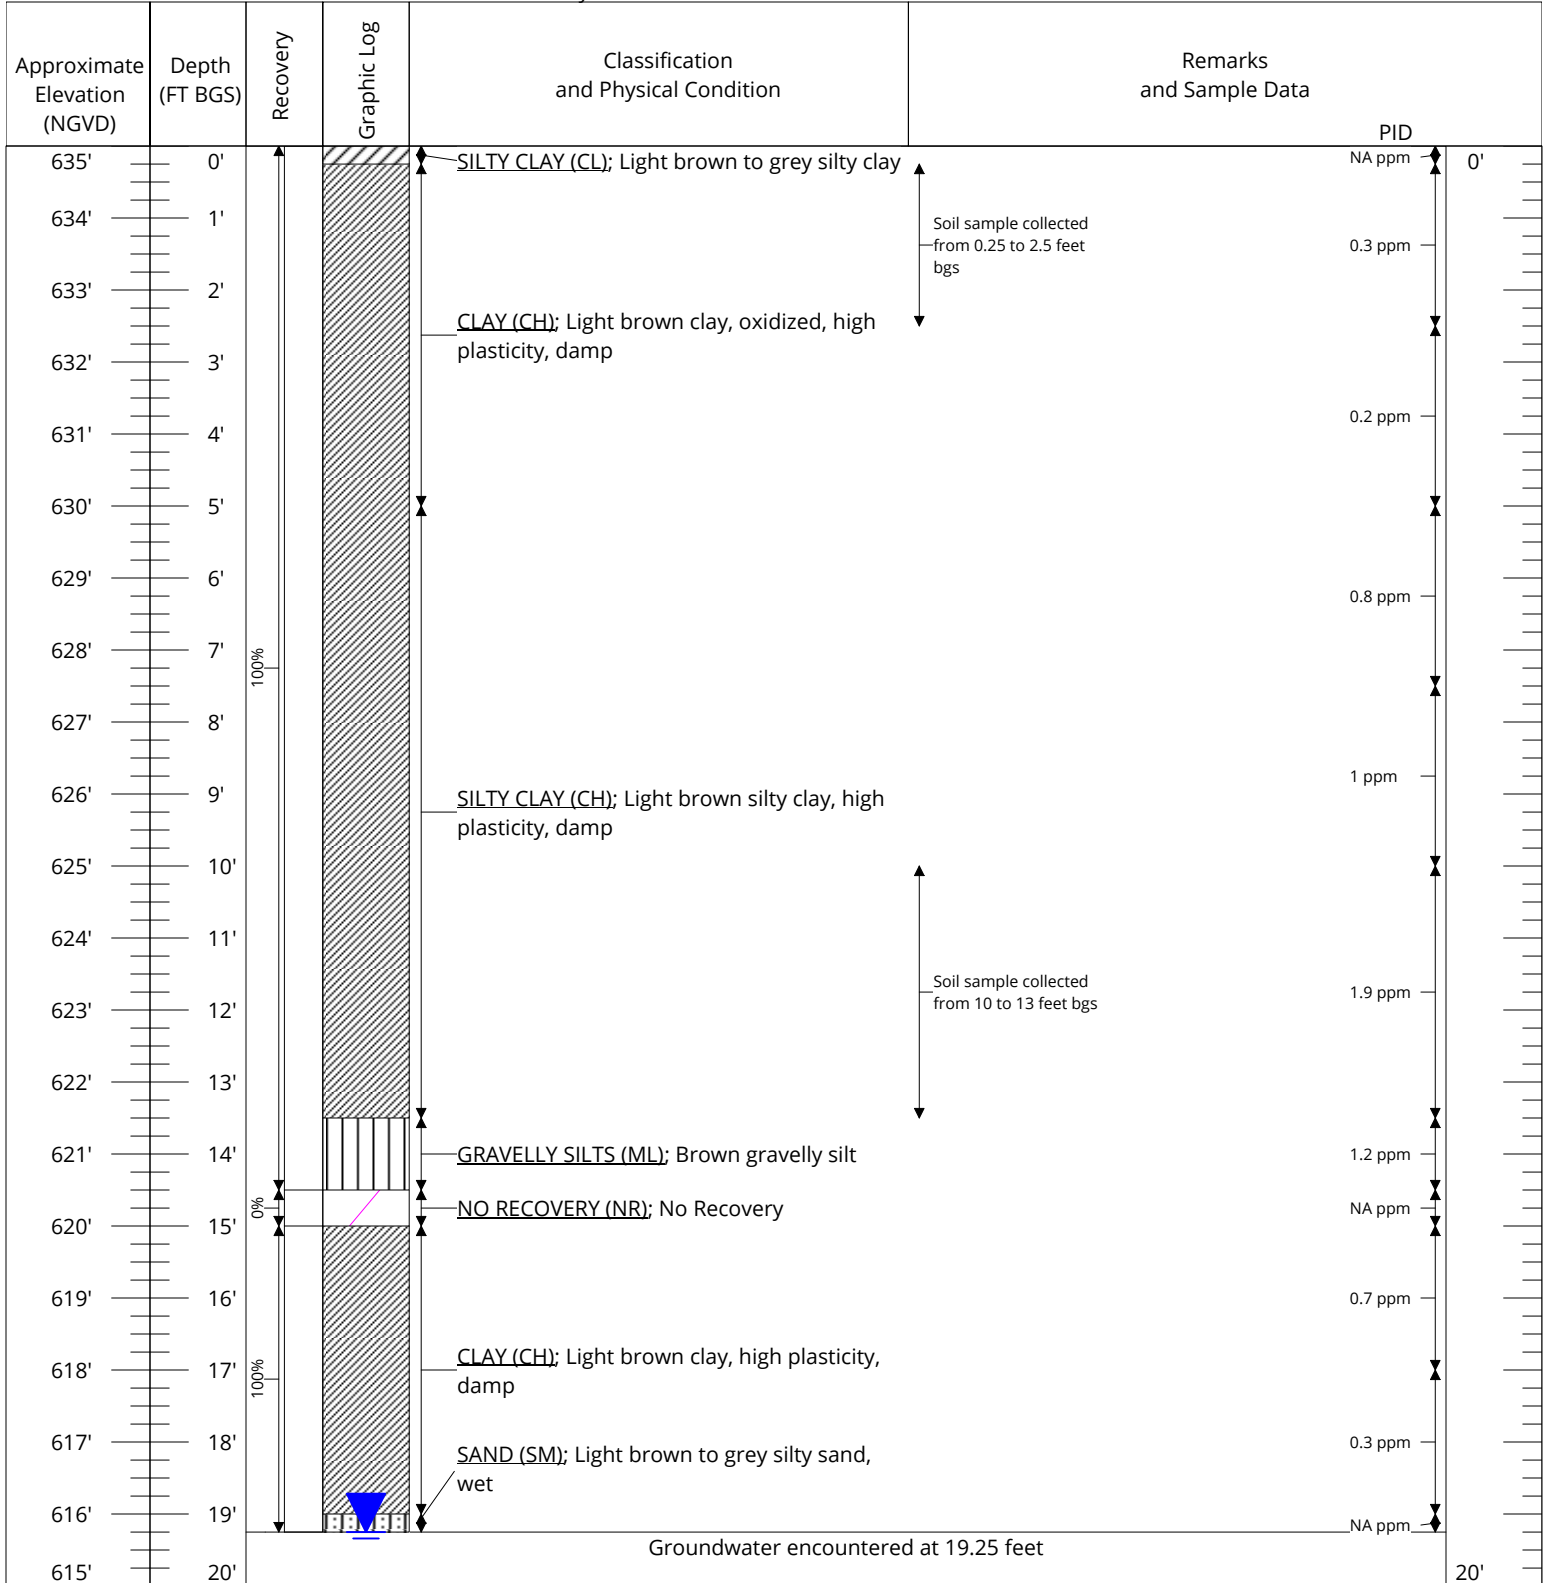 Approximate
Elevation
(NGVD)
Depth
(FT BGS)
Recovery
Graphic Log
Classification
and Physical Condition
Remarks
and Sample Data
PID
635' 0' SILTY CLAY (CL); Light brown to grey silty clay NA ppm 0'
634' 1'
Soil sample collected
from 0.25 to 2.5 feet
bgs
0.3 ppm
633' 2'
CLAY (CH); Light brown clay, oxidized, high
plasticity, damp
632' 3'
0.2 ppm
631' 4'
630' 5'
629' 6'
0.8 ppm
628' 7'
100%
627' 8'
1 ppm
626' 9'
SILTY CLAY (CH); Light brown silty clay, high
plasticity, damp
625' 10'
624' 11'
Soil sample collected
from 10 to 13 feet bgs
1.9 ppm
623' 12'
622' 13'
621' 14' GRAVELLY SILTS (ML); Brown gravelly silt 1.2 ppm
0% NO RECOVERY (NR); No Recovery NA ppm
620' 15'
619' 16' 0.7 ppm
CLAY (CH); Light brown clay, high plasticity,
damp
618' 17'
100%
617' 18' 0.3 ppm
SAND (SM); Light brown to grey silty sand,
wet
616' 19'
NA ppm
Groundwater encountered at 19.25 feet
615' 20' 20'